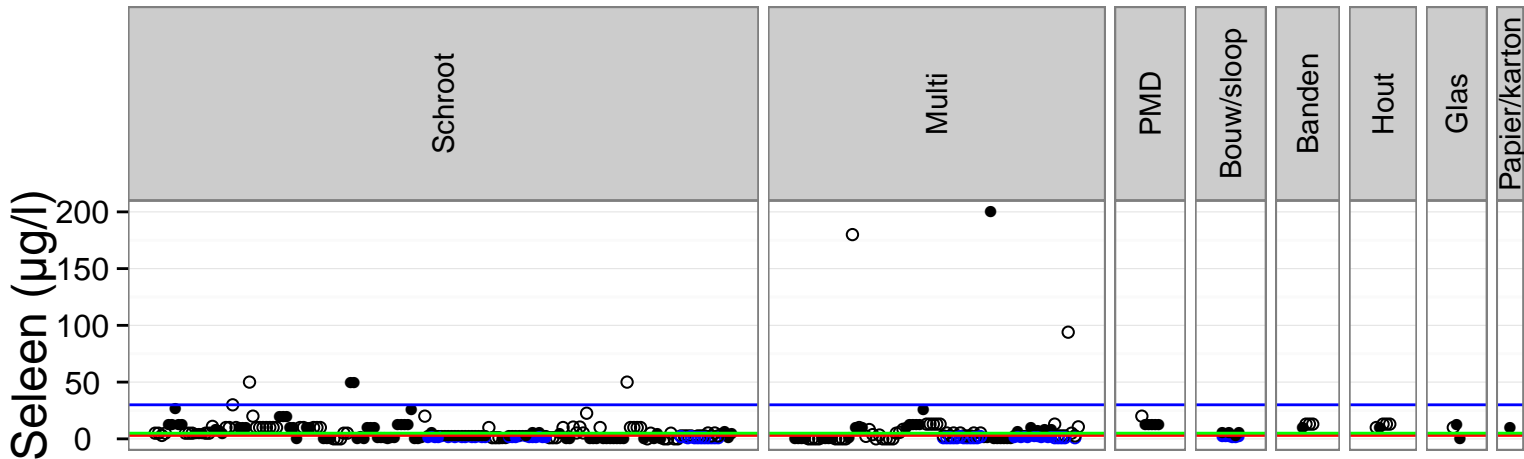 Schroot
Multi
PMD
Bouw/sloop
Banden
Hout
Glas
Papier/karton
Seleen (µg/l)
200
150
100
50
0